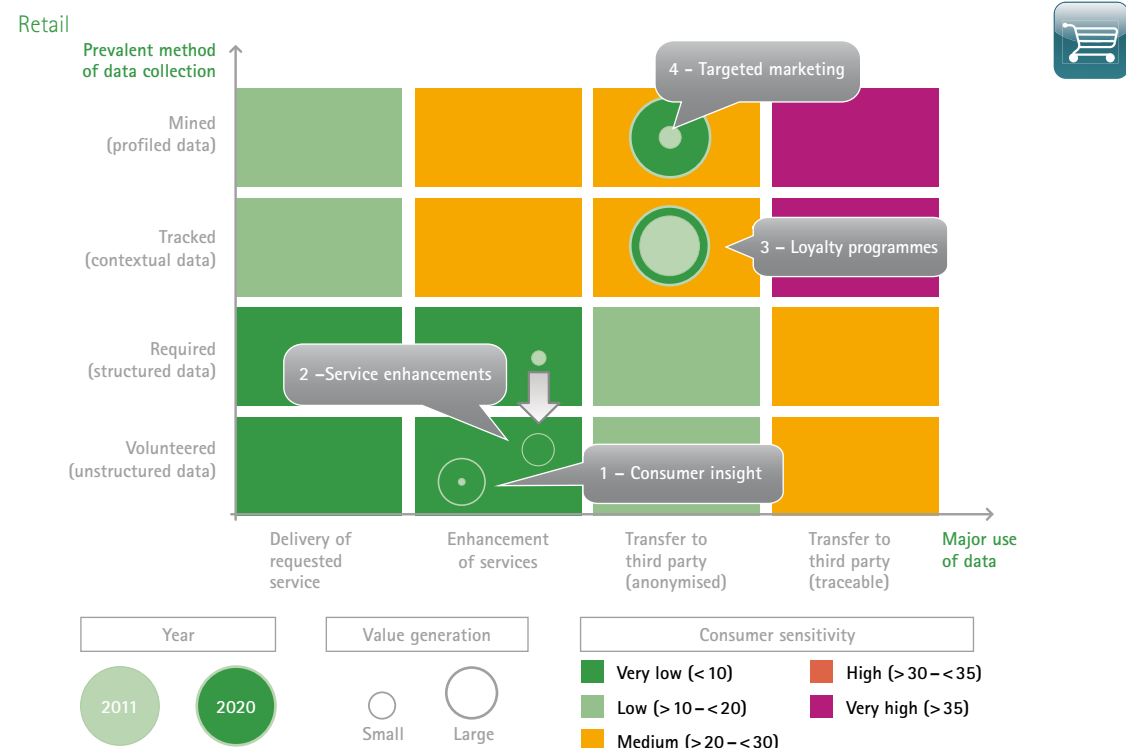 Retail
Prevalent method
of data collection
4 - Targeted marketing
Mined
(profiled data)
Tracked
(contextual data)
3 – Loyalty programmes
Required
(structured data)
2 –Service enhancements
Volunteered
(unstructured data)
1 – Consumer insight
Delivery of
requested
service
Enhancement
of services
Transfer to
third party
(anonymised)
Transfer to
third party
(traceable)
Major use
of data
Year
Value generation
Consumer sensitivity
2011
2020
Small
Large
Very low (<10)
Low (>10–<20)
Medium (>20–<30)
High (>30–<35)
Very high (>35)